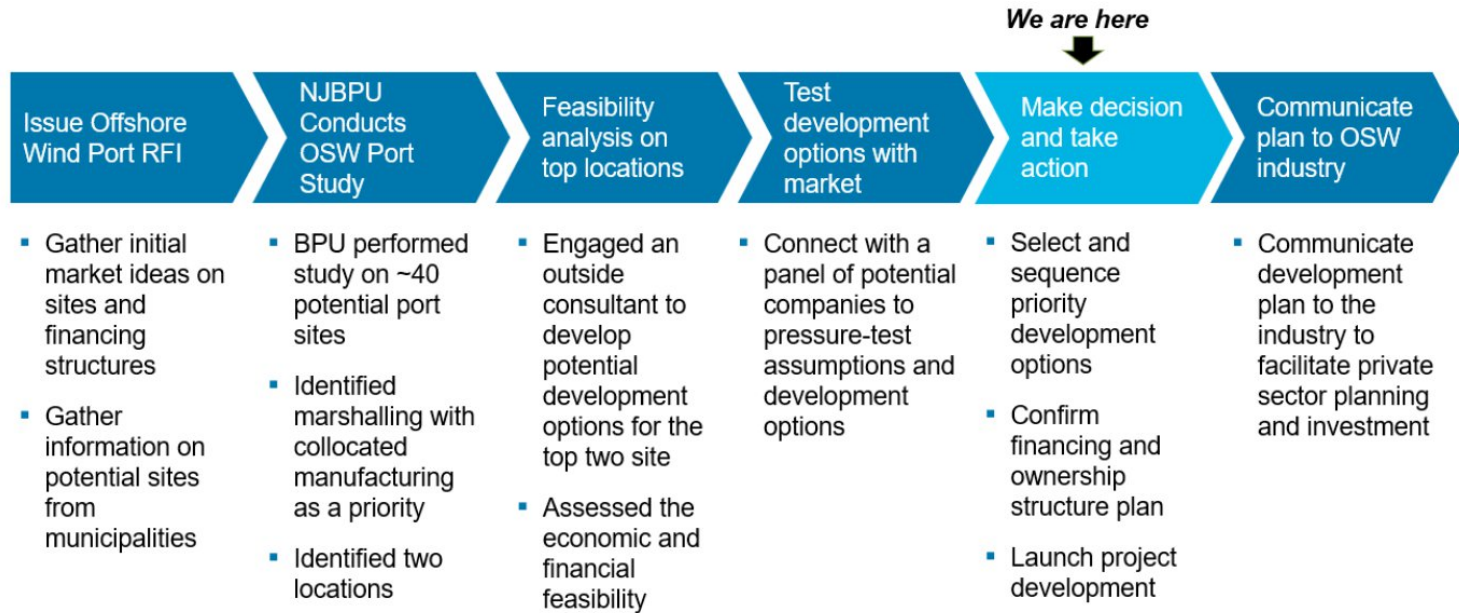 We are here
Issue Offshore
Wind Port RFI
NJBPU
Conducts
OSW Port
Study
Feasibility
analysis on
top locations
Test
development
options with
market
Make decision
and take
action
Communicate
plan to OSW
industry
▪ Gather initial
market ideas on
sites and
financing
structures
▪ Gather
information on
potential sites
from
municipalities
▪ BPU performed
study on ~40
potential port
sites
▪ Identified
marshalling with
collocated
manufacturing
as a priority
▪ Identified two
locations
▪ Engaged an
outside
consultant to
develop
potential
development
options for the
top two site
▪ Assessed the
economic and
financial
feasibility
▪ Connect with a
panel of potential
companies to
pressure-test
assumptions and
development
options
▪ Select and
sequence
priority
development
options
▪ Confirm
financing and
ownership
structure plan
▪ Launch project
development
▪ Communicate
development
plan to the
industry to
facilitate private
sector planning
and investment